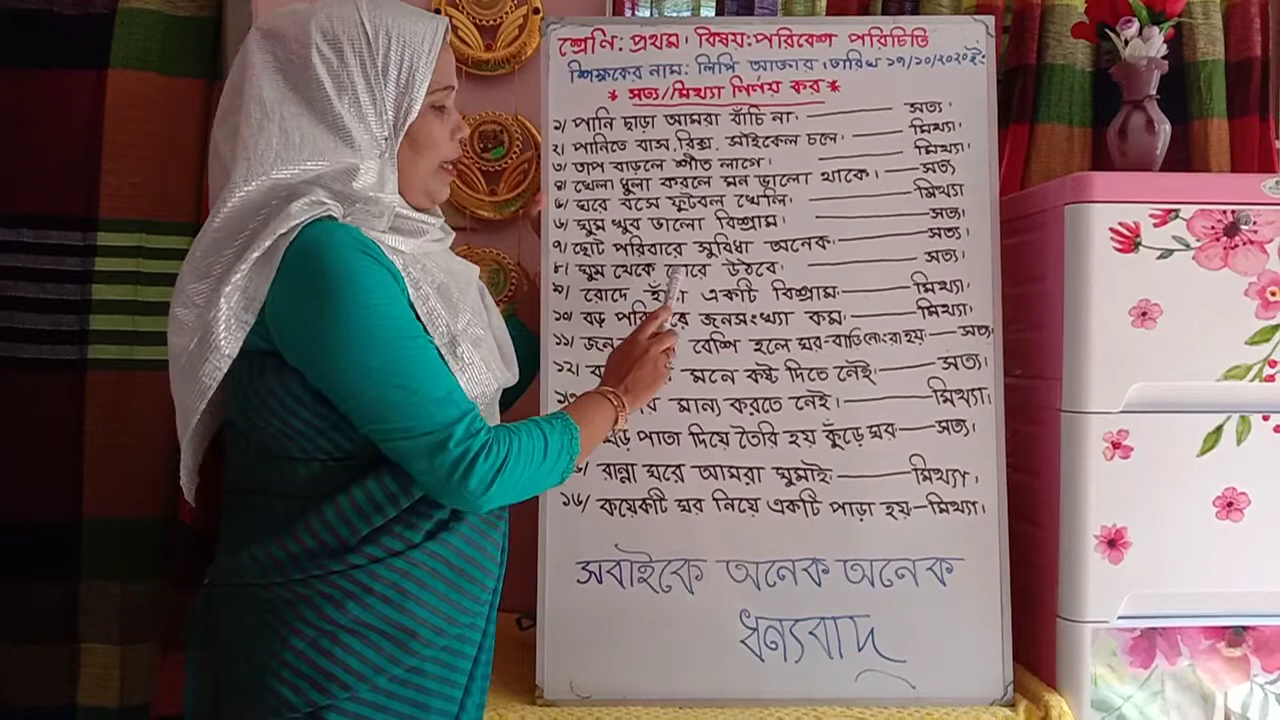 শ্রেণি: প্রথম। বিষয়:পরিবেশ পরিচিতি
শিক্ষকের নাম: লিপি আক্তার। তারিখ ১৭/১০/২০২০ইং
* সত্য/মিথ্যা নির্ণয় কর *
১/ পানি ছাড়া আমরা বাঁচি না। —— সত্য।
২। পানিতে বাস, রিক্স, সাইকেল চলে। —— মিথ্যা।
৩/ তাপ বাড়লে শীত লাগে। —— মিথ্যা।
৪/ খেলা ধুলা করলে মন ভালো থাকে। —— সত্য
৫/ ঘরে বসে ফুটবল খেলি। —— মিথ্যা
৬/ ঘুম খুব ভালো বিশ্রাম। —— সত্য।
৭/ ছোট পরিবারে সুবিধা অনেক। —— সত্য।
৮। ঘুম থেকে উঠবে। —— সত্য।
৯/ রোদে একটি বিশ্রাম —— মিথ্যা।
১০/ বড় জনসংখ্যা কম। —— মিথ্যা।
১১/ বেশি হলে ঘর-বাড়ি নোংরা হয়। — সত্য।
১২। মনে কষ্ট দিতে নেই। —— সত্য।
মান্য করতে নেই। —— মিথ্যা।
পাতা দিয়ে তৈরি হয় কুঁড়ে ঘর —— সত্য।
রান্না ঘরে আমরা ঘুমাই। —— মিথ্যা।
১৬/ কয়েকটি ঘর নিয়ে একটি পাড়া হয় — মিথ্যা।
সবাইকে অনেক অনেক
ধন্যবাদ